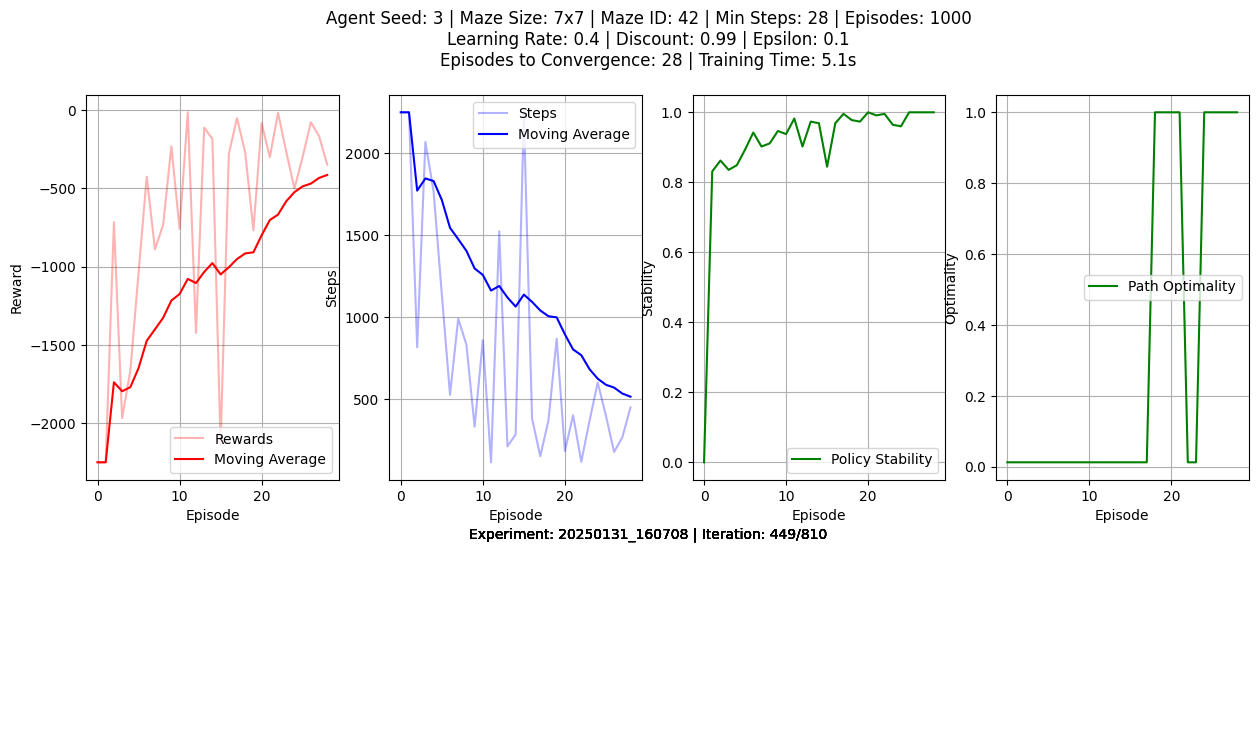 Agent Seed: 3 | Maze Size: 7x7 | Maze ID: 42 | Min Steps: 28 | Episodes: 1000
Learning Rate: 0.4 | Discount: 0.99 | Epsilon: 0.1
Episodes to Convergence: 28 | Training Time: 5.1s
Reward
0
−500
−1000
−1500
−2000
Rewards
Moving Average
0
10
20
Episode
Steps
2000
1500
1000
500
Steps
Moving Average
0
10
20
Episode
Stability
1.0
0.8
0.6
0.4
0.2
0.0
Policy Stability
0
10
20
Episode
Optimality
1.0
0.8
0.6
0.4
0.2
0.0
Path Optimality
0
10
20
Episode
Experiment: 20250131_160708 | Iteration: 449/810